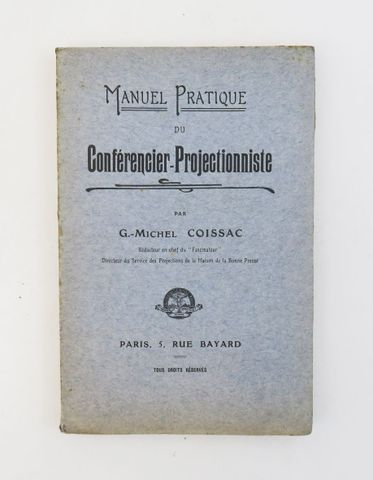 MANUEL PRATIQUE
DU
Conférencier-Projectionniste
PAR
G.-MICHEL COISSAC
Rédacteur en chef du "Fascinateur"
Directeur du Service des Projections de la Maison de la Bonne Presse
PARIS, 5, RUE BAYARD
TOUS DROITS RÉSERVÉS